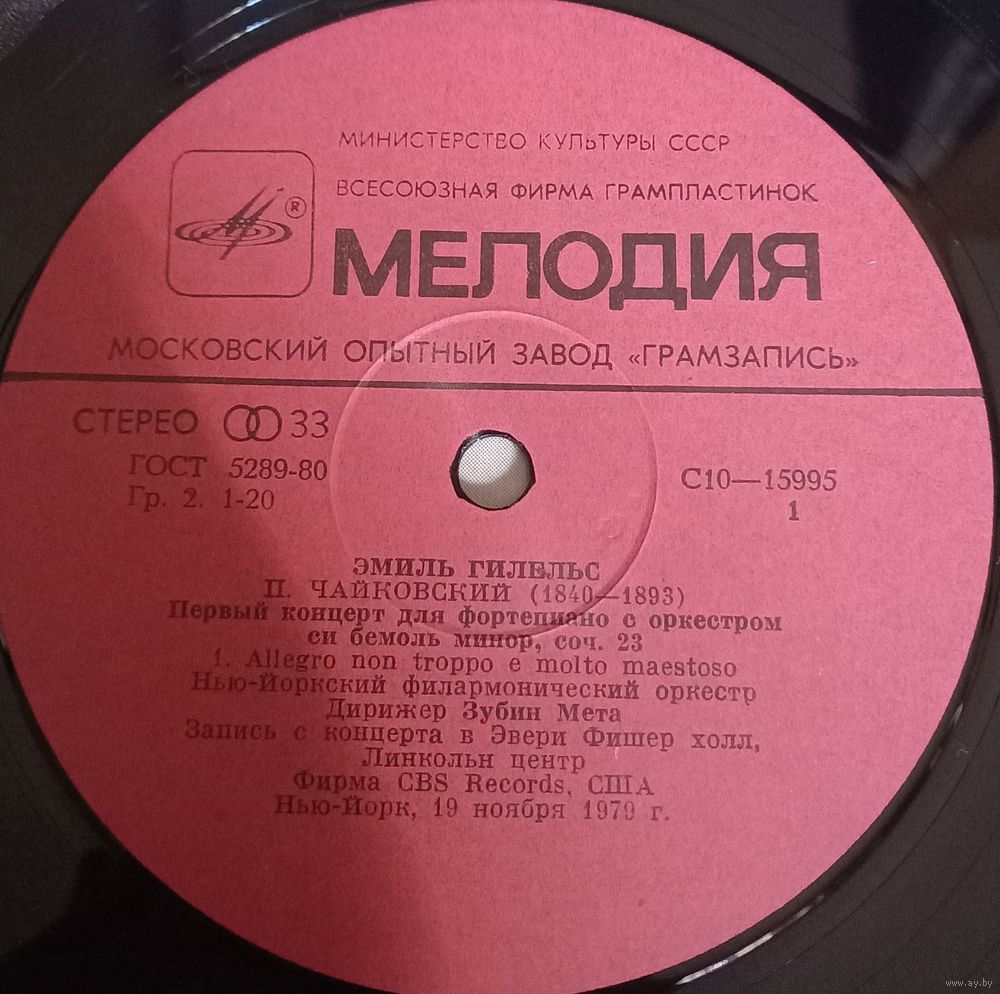 МИНИСТЕРСТВО КУЛЬТУРЫ СССР
ВСЕСОЮЗНАЯ ФИРМА ГРАМПЛАСТИНОК
®
МЕЛОДИЯ
МОСКОВСКИЙ ОПЫТНЫЙ ЗАВОД «ГРАМЗАПИСЬ»
СТЕРЕО 33
ГОСТ 5289-80
Гр. 2. 1-20
С10—15995
1
ЭМИЛЬ ГИЛЕЛЬС
П. ЧАЙКОВСКИЙ (1840—1893)
Первый концерт для фортепиано с оркестром
си бемоль минор, соч. 23
1. Allegro non troppo e molto maestoso
Нью-Йоркский филармонический оркестр
Дирижер Зубин Мета
Запись с концерта в Эвери Фишер холл,
Линкольн центр
Фирма CBS Records, США
Нью-Йорк, 19 ноября 1979 г.
www.ay.by